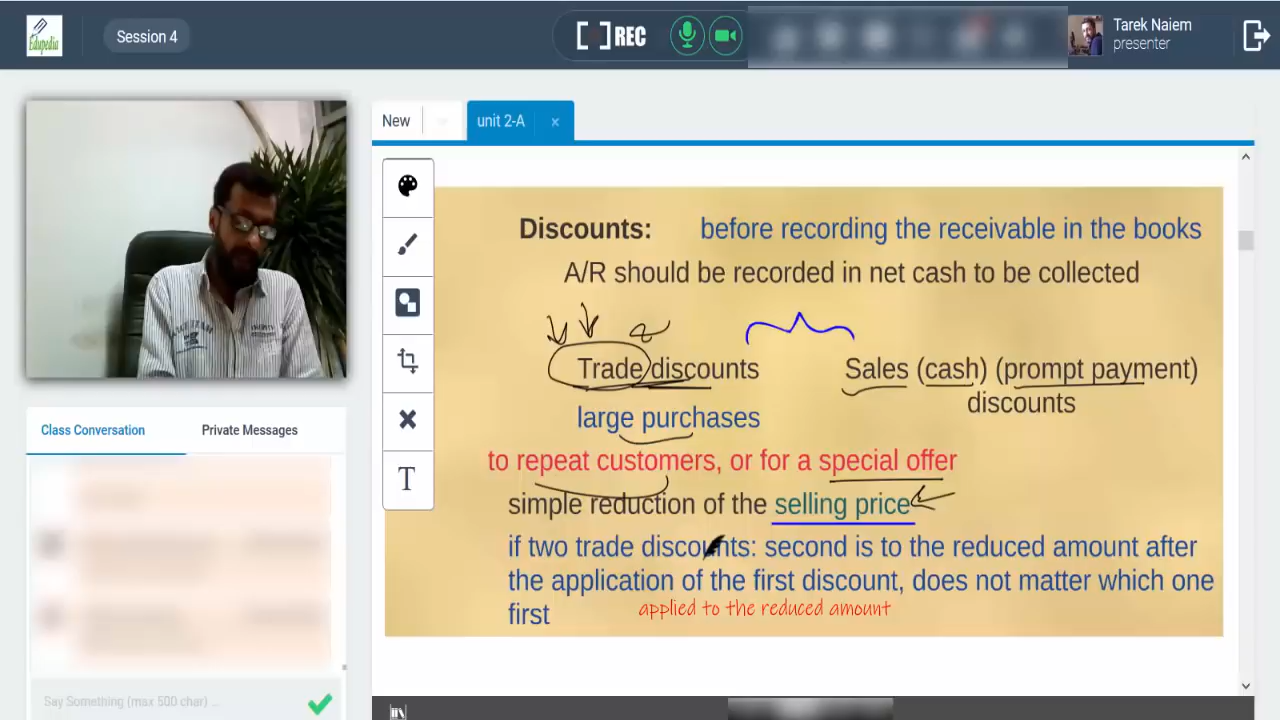 Edupedia
Session 4
REC
Tarek Naiem
presenter
New
unit 2-A
Discounts: before recording the receivable in the books
A/R should be recorded in net cash to be collected
Trade discounts
Sales (cash) (prompt payment)
discounts
large purchases
to repeat customers, or for a special offer
simple reduction of the selling price
if two trade discounts: second is to the reduced amount after
the application of the first discount, does not matter which one
first
applied to the reduced amount
T
Class Conversation
Private Messages
Say Something (msx 500 char) ...